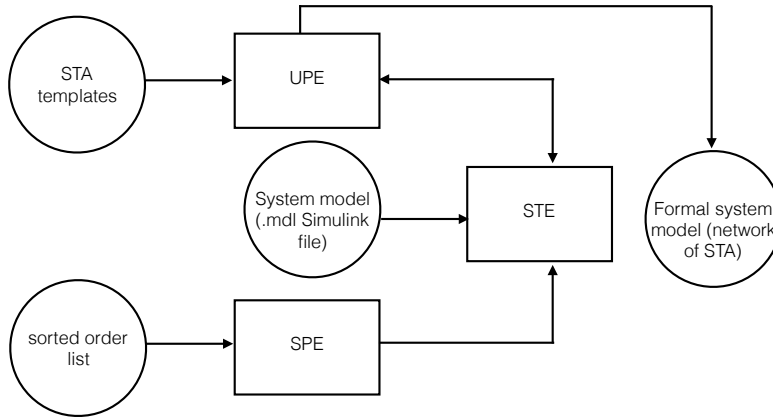 STA
templates
UPE
System model
(.mdl Simulink
file)
STE
Formal system
model (network
of STA)
sorted order
list
SPE